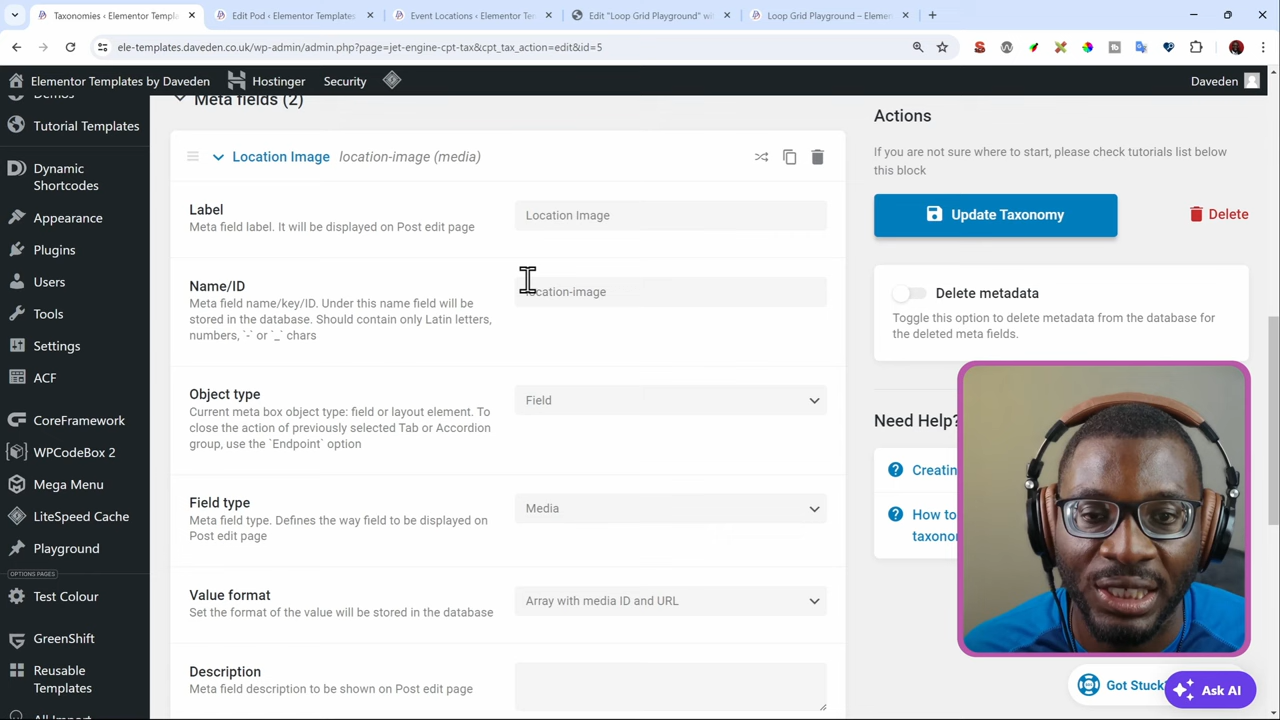 Taxonomies ‹ Elementor Templa
Edit Pod ‹ Elementor Templates
Event Locations ‹ Elementor Tem
Edit "Loop Grid Playground" wi
Loop Grid Playground – Elemen
ele-templates.daveden.co.uk/wp-admin/admin.php?page=jet-engine-cpt-tax&cpt_tax_action=edit&id=5
Elementor Templates by Daveden
Hostinger
Security
Daveden
Demos
Tutorial Templates
Dynamic
Shortcodes
Appearance
Plugins
Users
Tools
Settings
ACF
CoreFramework
WPCodeBox 2
Mega Menu
LiteSpeed Cache
Playground
OPTIONS PAGES
Test Colour
GreenShift
Reusable
Templates
All Import
Meta fields (2)
Location Image location-image (media)
Label
Meta field label. It will be displayed on Post edit page
Location Image
Name/ID
Meta field name/key/ID. Under this name field will be
stored in the database. Should contain only Latin letters,
numbers, `-` or `_` chars
location-image
Object type
Current meta box object type: field or layout element. To
close the action of previously selected Tab or Accordion
group, use the `Endpoint` option
Field
Field type
Meta field type. Defines the way field to be displayed on
Post edit page
Media
Value format
Set the format of the value will be stored in the database
Array with media ID and URL
Description
Meta field description to be shown on Post edit page
Actions
If you are not sure where to start, please check tutorials list below
this block
Update Taxonomy
Delete
Delete metadata
Toggle this option to delete metadata from the database for
the deleted meta fields.
Need Help?
Creatin
How to
taxonor
Got Stuck?
Ask AI